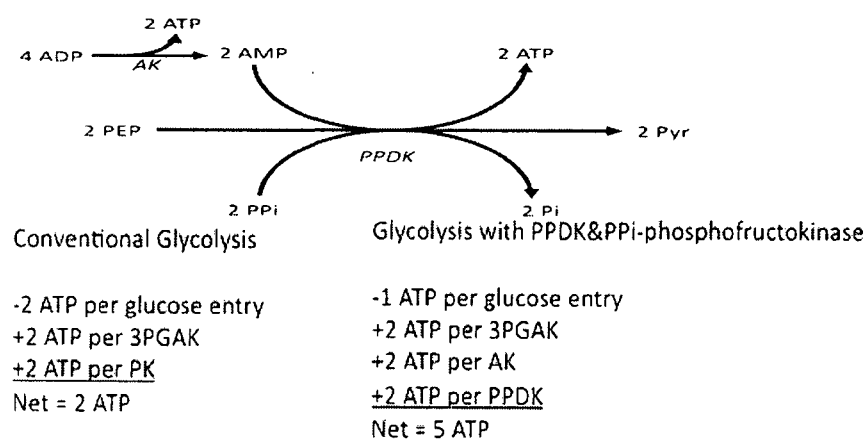 2 ATP
4 ADP
AK
2 AMP
2 ATP
2 PEP
PPDK
2 Pyr
2 PPi
2 Pi
Conventional Glycolysis
-2 ATP per glucose entry
+2 ATP per 3PGAK
+2 ATP per PK
Net = 2 ATP
Glycolysis with PPDK&PPi-phosphofructokinase
-1 ATP per glucose entry
+2 ATP per 3PGAK
+2 ATP per AK
+2 ATP per PPDK
Net = 5 ATP